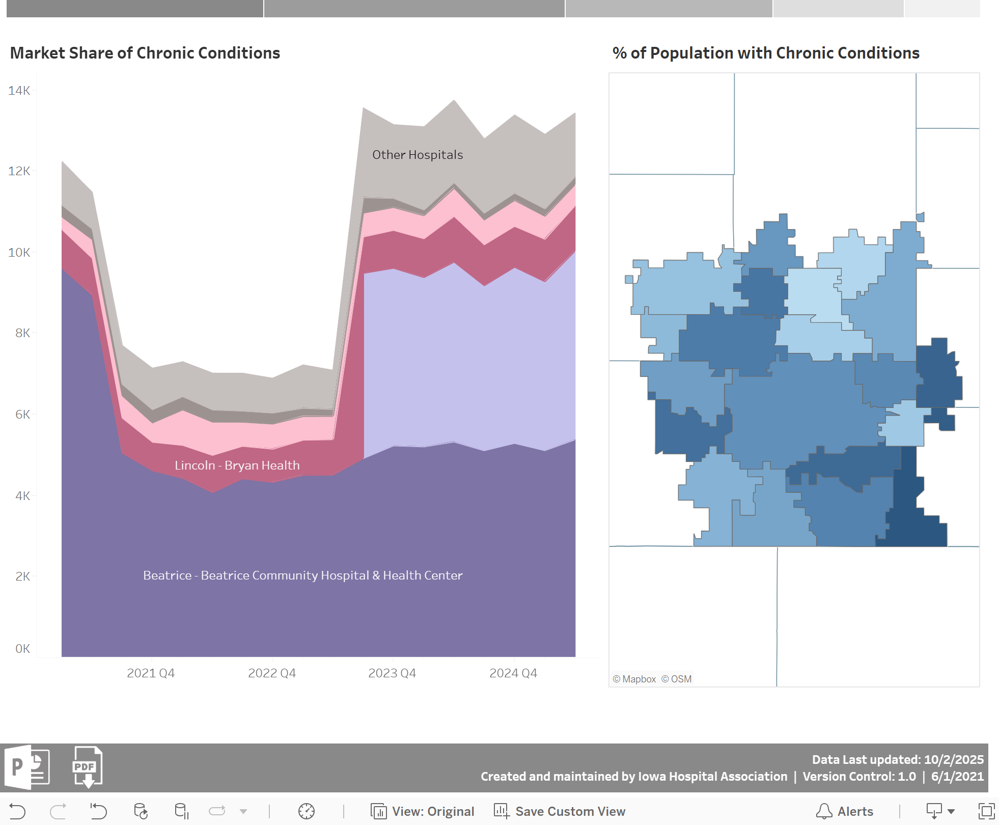 Market Share of Chronic Conditions
% of Population with Chronic Conditions
14K
12K
10K
8K
6K
4K
2K
0K
Other Hospitals
Lincoln - Bryan Health
Beatrice - Beatrice Community Hospital & Health Center
2021 Q4
2022 Q4
2023 Q4
2024 Q4
© Mapbox © OSM
P
PDF
Data Last updated: 10/2/2025
Created and maintained by Iowa Hospital Association | Version Control: 1.0 | 6/1/2021
View: Original
Save Custom View
Alerts